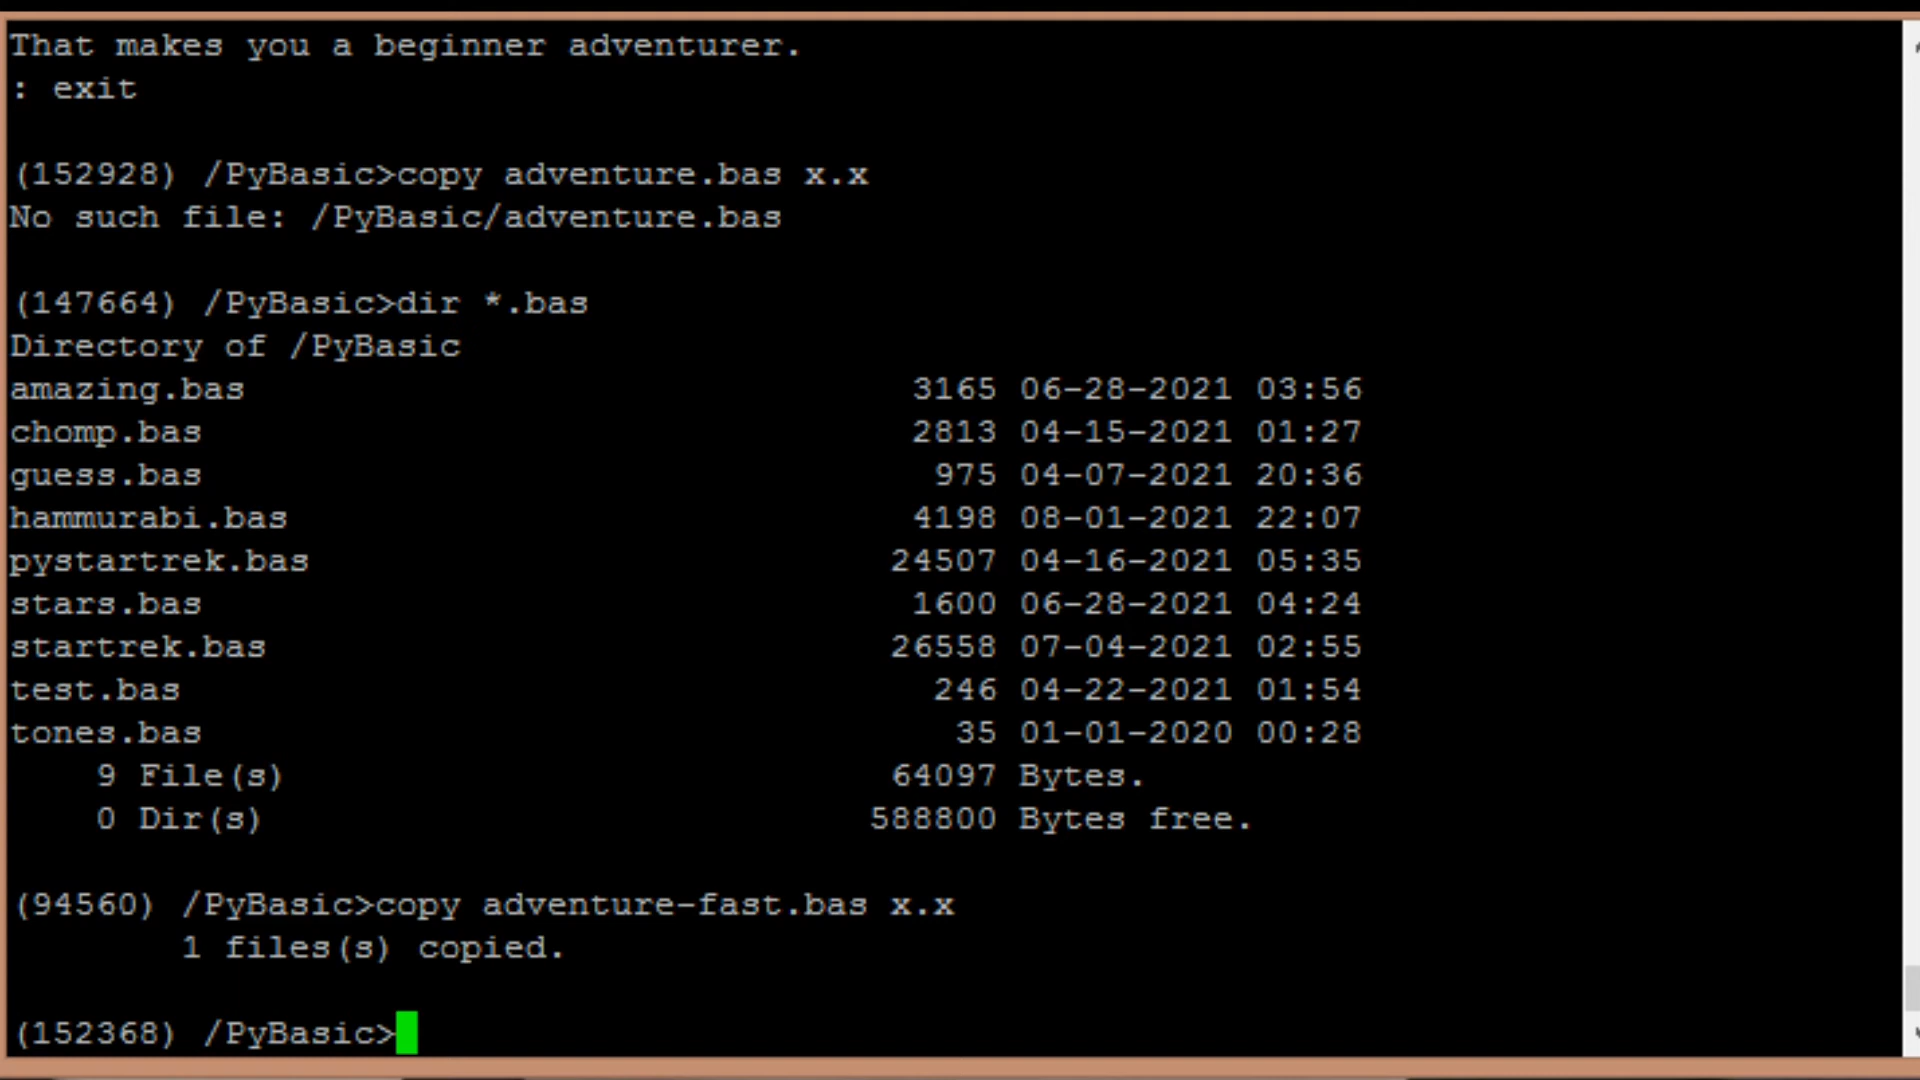 That makes you a beginner adventurer.
: exit
(152928) /PyBasic>copy adventure.bas x.x
No such file: /PyBasic/adventure.bas
(147664) /PyBasic>dir *.bas
Directory of /PyBasic
amazing.bas 3165 06-28-2021 03:56
chomp.bas 2813 04-15-2021 01:27
guess.bas 975 04-07-2021 20:36
hammurabi.bas 4198 08-01-2021 22:07
pystartrek.bas 24507 04-16-2021 05:35
stars.bas 1600 06-28-2021 04:24
startrek.bas 26558 07-04-2021 02:55
test.bas 246 04-22-2021 01:54
tones.bas 35 01-01-2020 00:28
9 File(s) 64097 Bytes.
0 Dir(s) 588800 Bytes free.
(94560) /PyBasic>copy adventure-fast.bas x.x
1 files(s) copied.
(152368) /PyBasic>